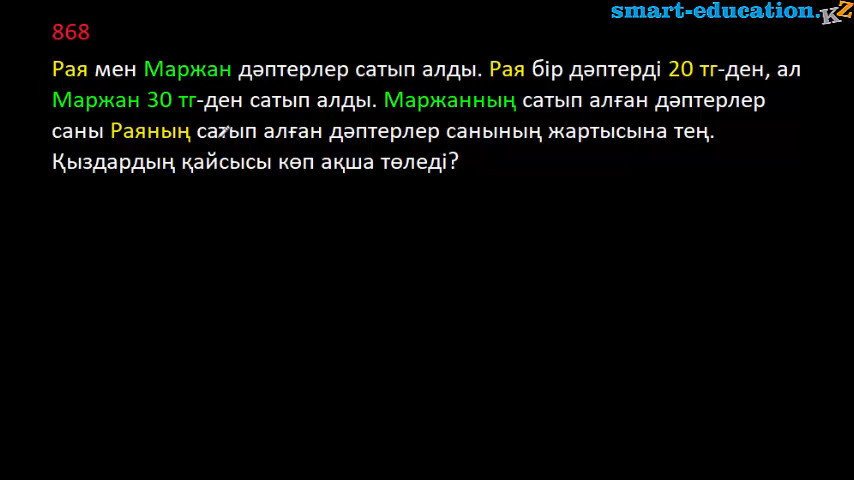 smart-education.kz
868
Рая мен Маржан дәптерлер сатып алды. Рая бір дәптерді 20 тг-ден, ал
Маржан 30 тг-ден сатып алды. Маржанның сатып алған дәптерлер
саны Раяның сатып алған дәптерлер санының жартысына тең.
Қыздардың қайсысы көп ақша төледі?